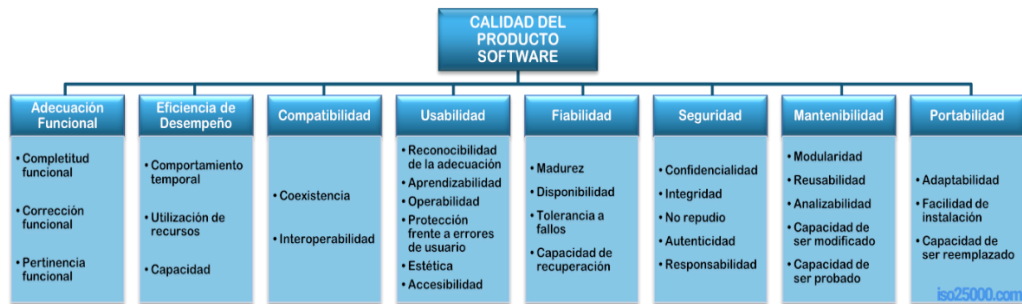 CALIDAD DEL
PRODUCTO
SOFTWARE
Adecuación
Funcional
• Completitud
funcional
• Corrección
funcional
• Pertinencia
funcional
Eficiencia de
Desempeño
• Comportamiento
temporal
• Utilización de
recursos
• Capacidad
Compatibilidad
• Coexistencia
• Interoperabilidad
Usabilidad
• Reconocibilidad
de la adecuación
• Aprendizabilidad
• Operabilidad
• Protección
frente a errores
de usuario
• Estética
• Accesibilidad
Fiabilidad
• Madurez
• Disponibilidad
• Tolerancia a
fallos
• Capacidad de
recuperación
Seguridad
• Confidencialidad
• Integridad
• No repudio
• Autenticidad
• Responsabilidad
Mantenibilidad
• Modularidad
• Reusabilidad
• Analizabilidad
• Capacidad de
ser modificado
• Capacidad de
ser probado
Portabilidad
• Adaptabilidad
• Facilidad de
instalación
• Capacidad de
ser reemplazado
iso25000.com